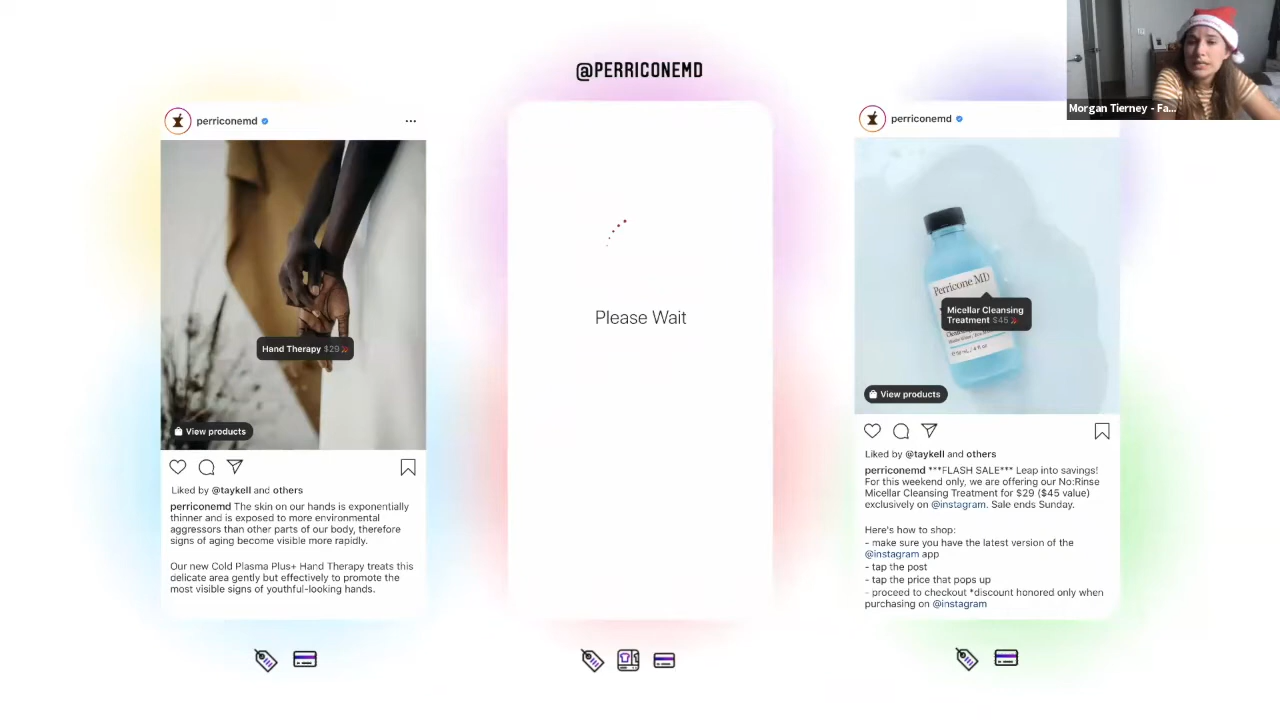 @PERRICONEMD
Morgan Tierney - Fa...
perriconemd
Hand Therapy $29
View products
Liked by @taykell and others
perriconemd The skin on our hands is exponentially
thinner and is exposed to more environmental
aggressors than other parts of our body, therefore
signs of aging become visible more rapidly.
Our new Cold Plasma Plus+ Hand Therapy treats this
delicate area gently but effectively to promote the
most visible signs of youthful-looking hands.
Please Wait
perriconemd
Perricone MD
Micellar Cleansing
Treatment $45
View products
Liked by @taykell and others
perriconemd ***FLASH SALE*** Leap into savings!
For this weekend only, we are offering our No:Rinse
Micellar Cleansing Treatment for $29 ($45 value)
exclusively on @instagram. Sale ends Sunday.
Here's how to shop:
- make sure you have the latest version of the
@instagram app
- tap the post
- tap the price that pops up
- proceed to checkout *discount honored only when
purchasing on @instagram